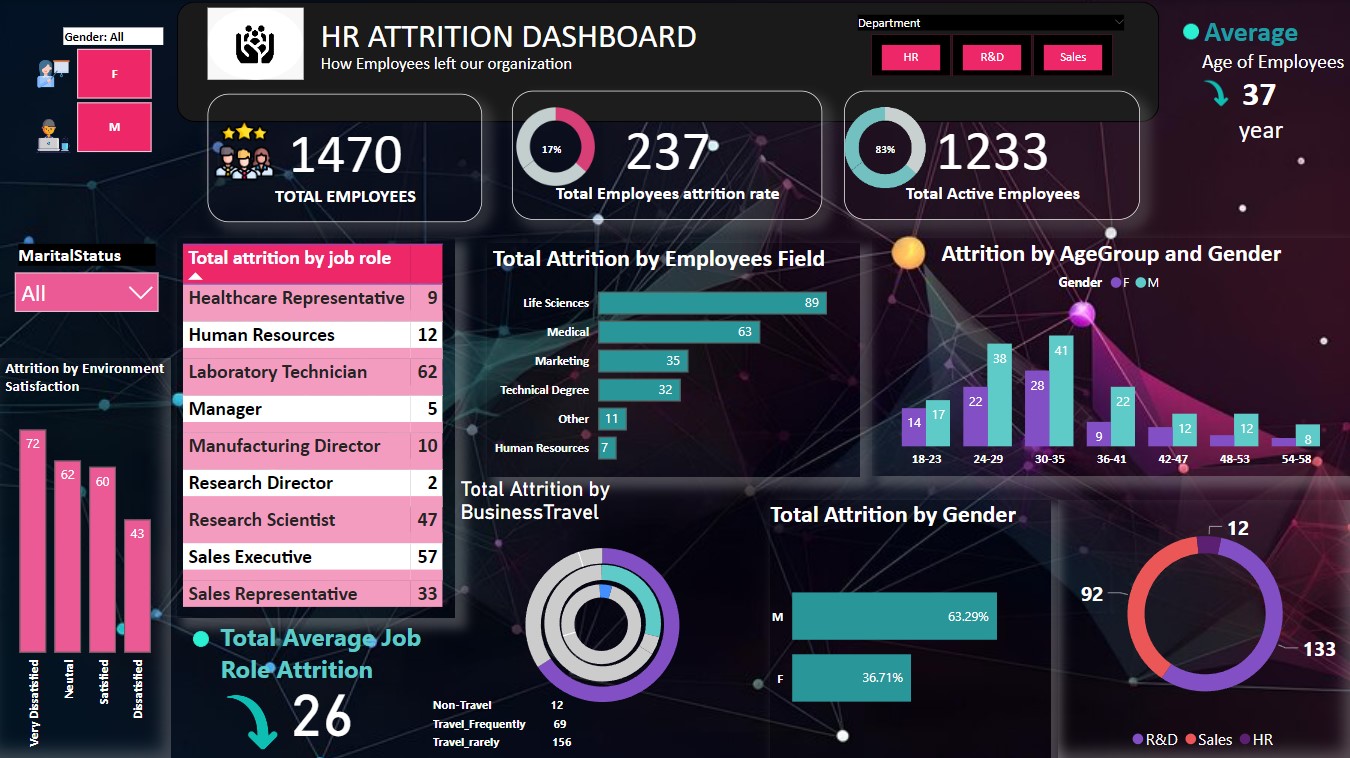 Gender: All
F
M
HR ATTRITION DASHBOARD
How Employees left our organization
Department
HR
R&D
Sales
Average
Age of Employees
37
year
1470
TOTAL EMPLOYEES
17%
237
Total Employees attrition rate
83%
1233
Total Active Employees
MaritalStatus
All
Attrition by Environment
Satisfaction
72
62
60
43
Very Dissatisfied
Neutral
Satisfied
Dissatisfied
Total attrition by job role
Healthcare Representative 9
Human Resources 12
Laboratory Technician 62
Manager 5
Manufacturing Director 10
Research Director 2
Research Scientist 47
Sales Executive 57
Sales Representative 33
Total Average Job
Role Attrition
26
Total Attrition by Employees Field
Life Sciences 89
Medical 63
Marketing 35
Technical Degree 32
Other 11
Human Resources 7
Attrition by AgeGroup and Gender
Gender F M
14 17 22 38 28 41 9 22 12 12 8
18-23 24-29 30-35 36-41 42-47 48-53 54-58
Total Attrition by
BusinessTravel
Non-Travel 12
Travel_Frequently 69
Travel_rarely 156
Total Attrition by Gender
M 63.29%
F 36.71%
12
92
133
R&D Sales HR